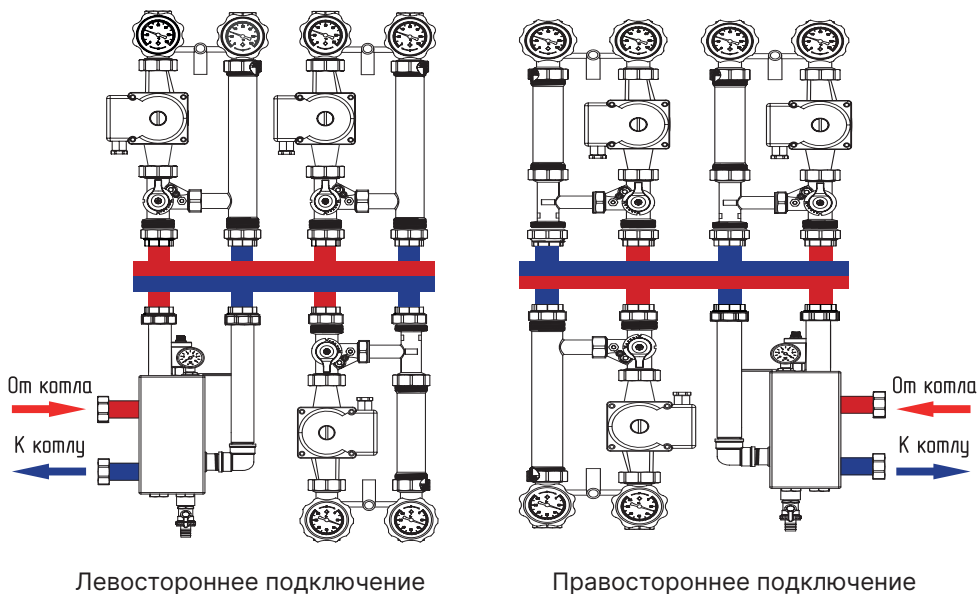 От котла
К котлу
От котла
К котлу
Левостороннее подключение
Правостороннее подключение